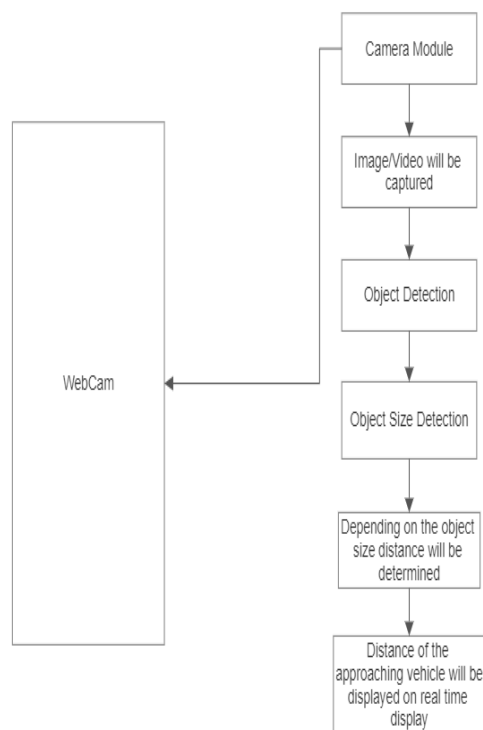 Camera Module
Image/Video will be
captured
Object Detection
WebCam
Object Size Detection
Depending on the object
size distance will be
determined
Distance of the
approaching vehicle will be
displayed on real time
display